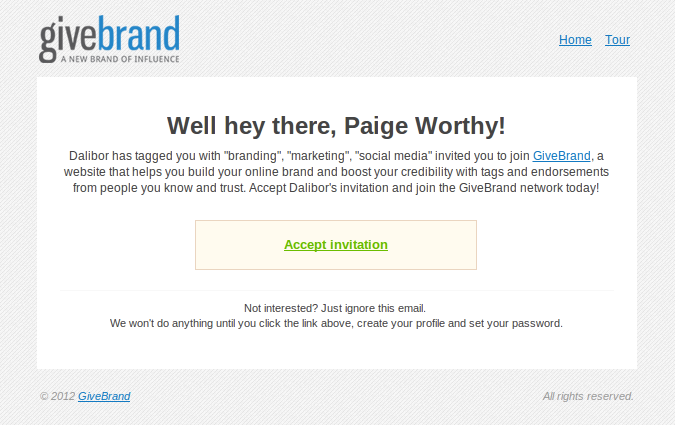 givebrand
A NEW BRAND OF INFLUENCE
Home Tour
Well hey there, Paige Worthy!
Dalibor has tagged you with "branding", "marketing", "social media" invited you to join GiveBrand, a
website that helps you build your online brand and boost your credibility with tags and endorsements
from people you know and trust. Accept Dalibor's invitation and join the GiveBrand network today!
Accept invitation
Not interested? Just ignore this email.
We won't do anything until you click the link above, create your profile and set your password.
© 2012 GiveBrand All rights reserved.